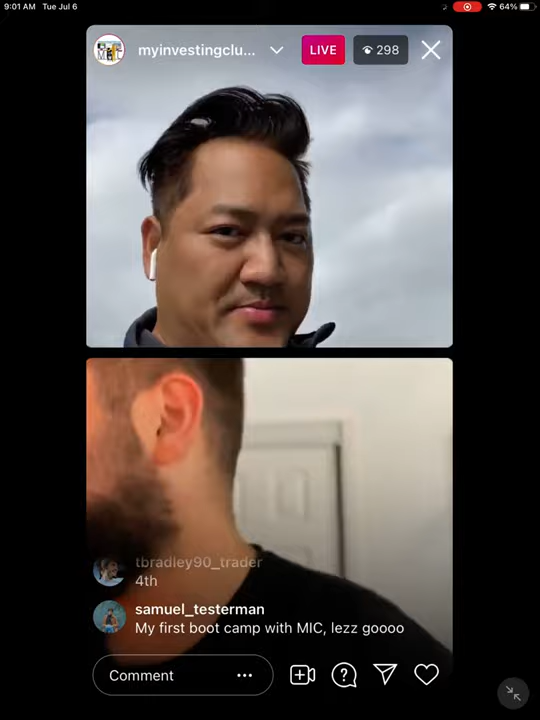 9:01 AM Tue Jul 6
64%
myinvestingclu...
LIVE
298
tbradley90_trader
4th
samuel_testerman
My first boot camp with MIC, lezz goooo
Comment